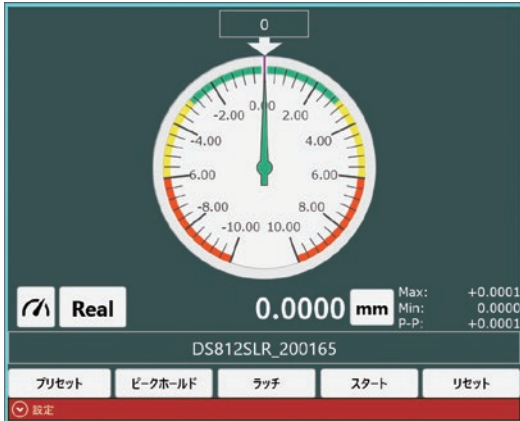 0
0.00
-2.00 2.00
-4.00 4.00
-6.00 6.00
-8.00 8.00
-10.00 10.00
Real 0.0000 mm
Max: +0.0001
Min: 0.0000
P-P: +0.0001
DS812SLR_200165
プリセット ピークホールド ラッチ スタート リセット
設定